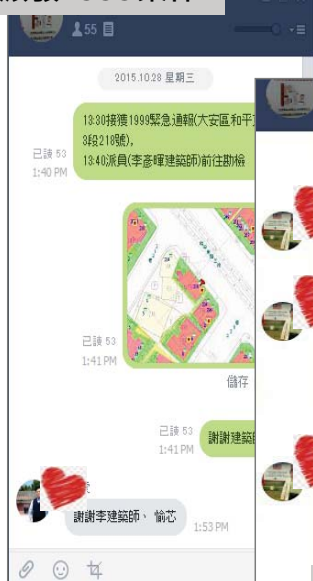 55
2015.10.28 星期三
13:30接獲1999緊急通報(大安區和平
3段218號),
13:40派員(李彥暉建築師)前往勘檢
已讀 53
1:40 PM
已讀 53
1:41 PM
儲存
已讀 53
1:41 PM
謝謝建築
謝謝李建築師、 愉芯
1:53 PM